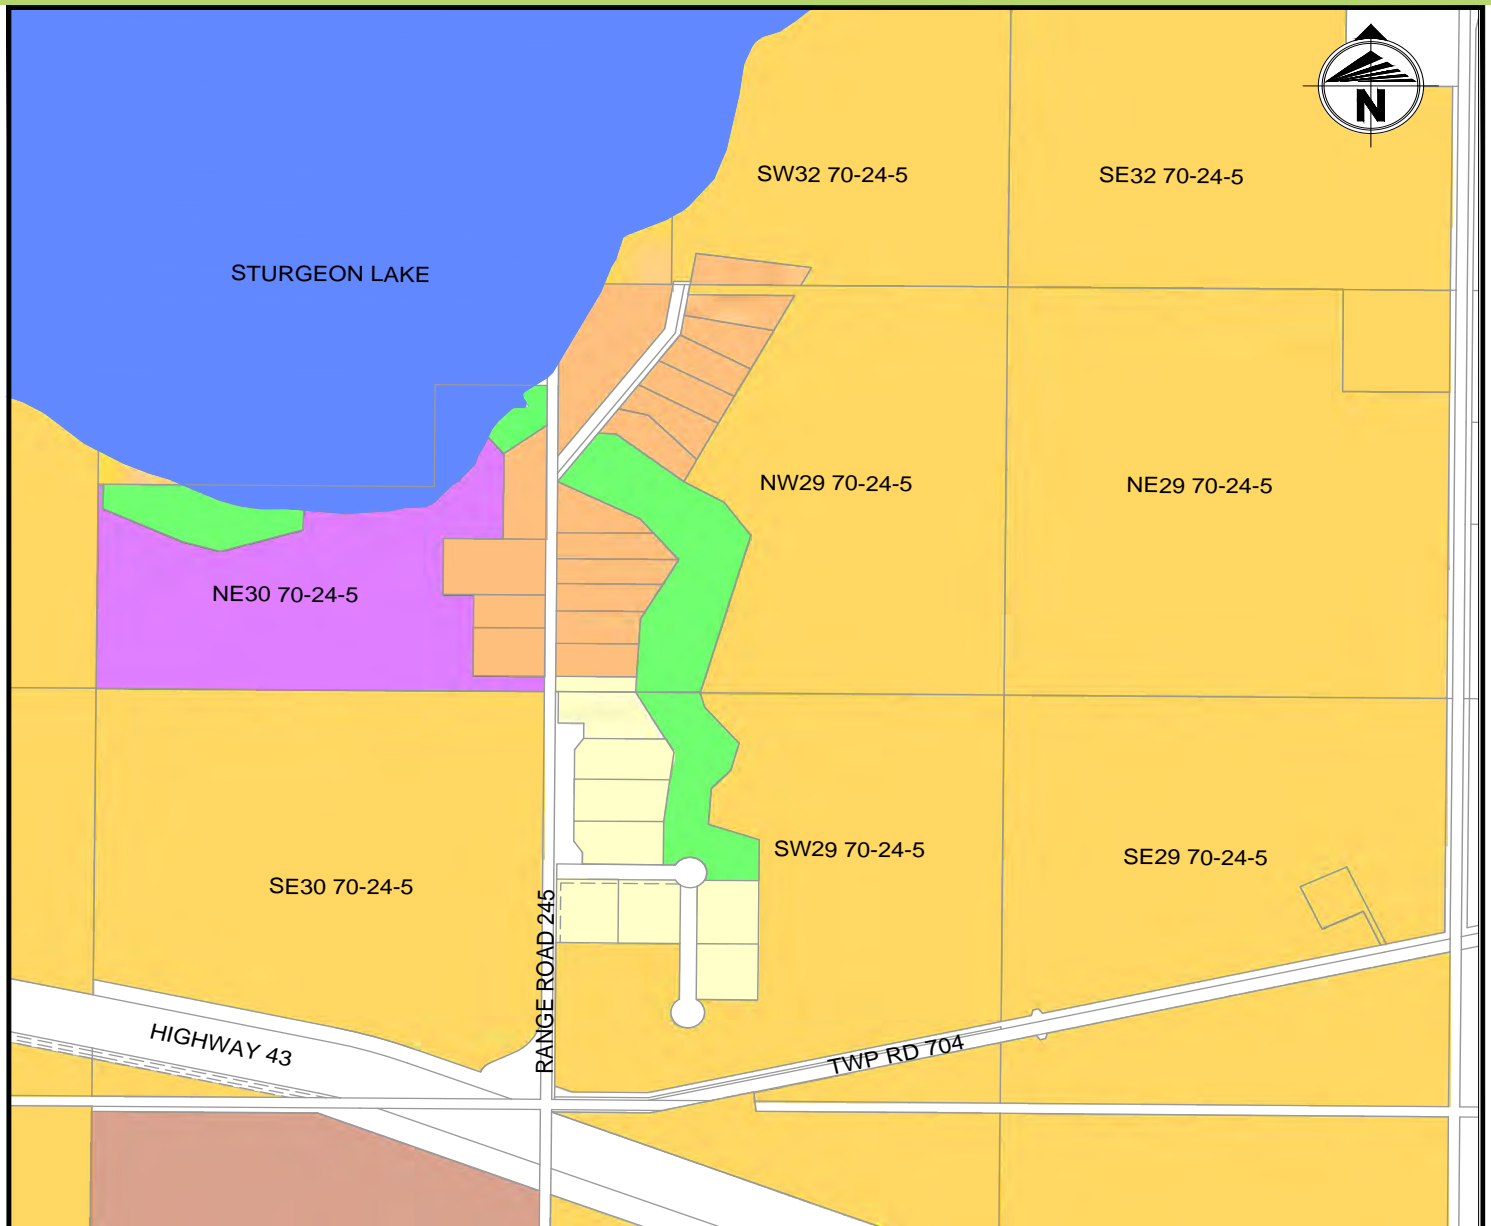 N
SW32 70-24-5
SE32 70-24-5
STURGEON LAKE
NW29 70-24-5
NE29 70-24-5
NE30 70-24-5
SW29 70-24-5
SE29 70-24-5
SE30 70-24-5
RANGE ROAD 245
HIGHWAY 43
TWP RD 704